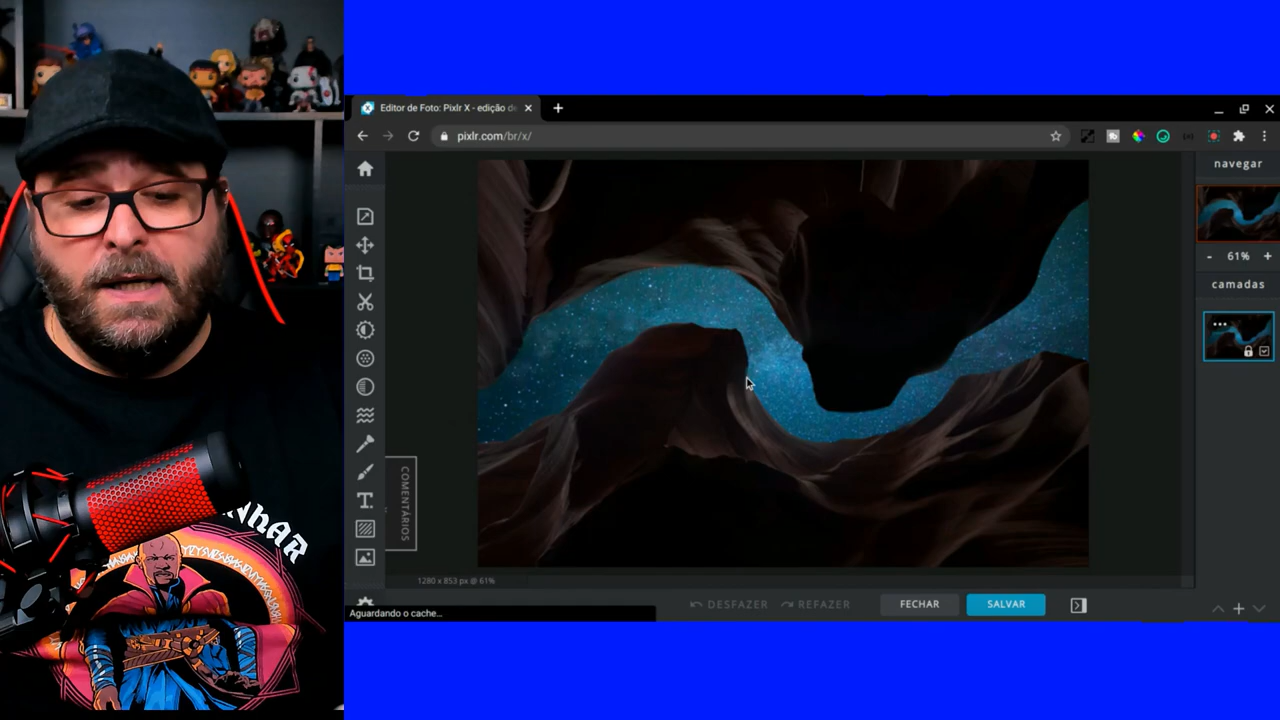 Editor de Foto: Pixlr X - edição de
pixlr.com/br/x/
navegar
- 61% +
camadas
COMENTÁRIOS
1280 x 853 px @ 61%
DESFAZER
REFAZER
FECHAR
SALVAR
Aguardando o cache...